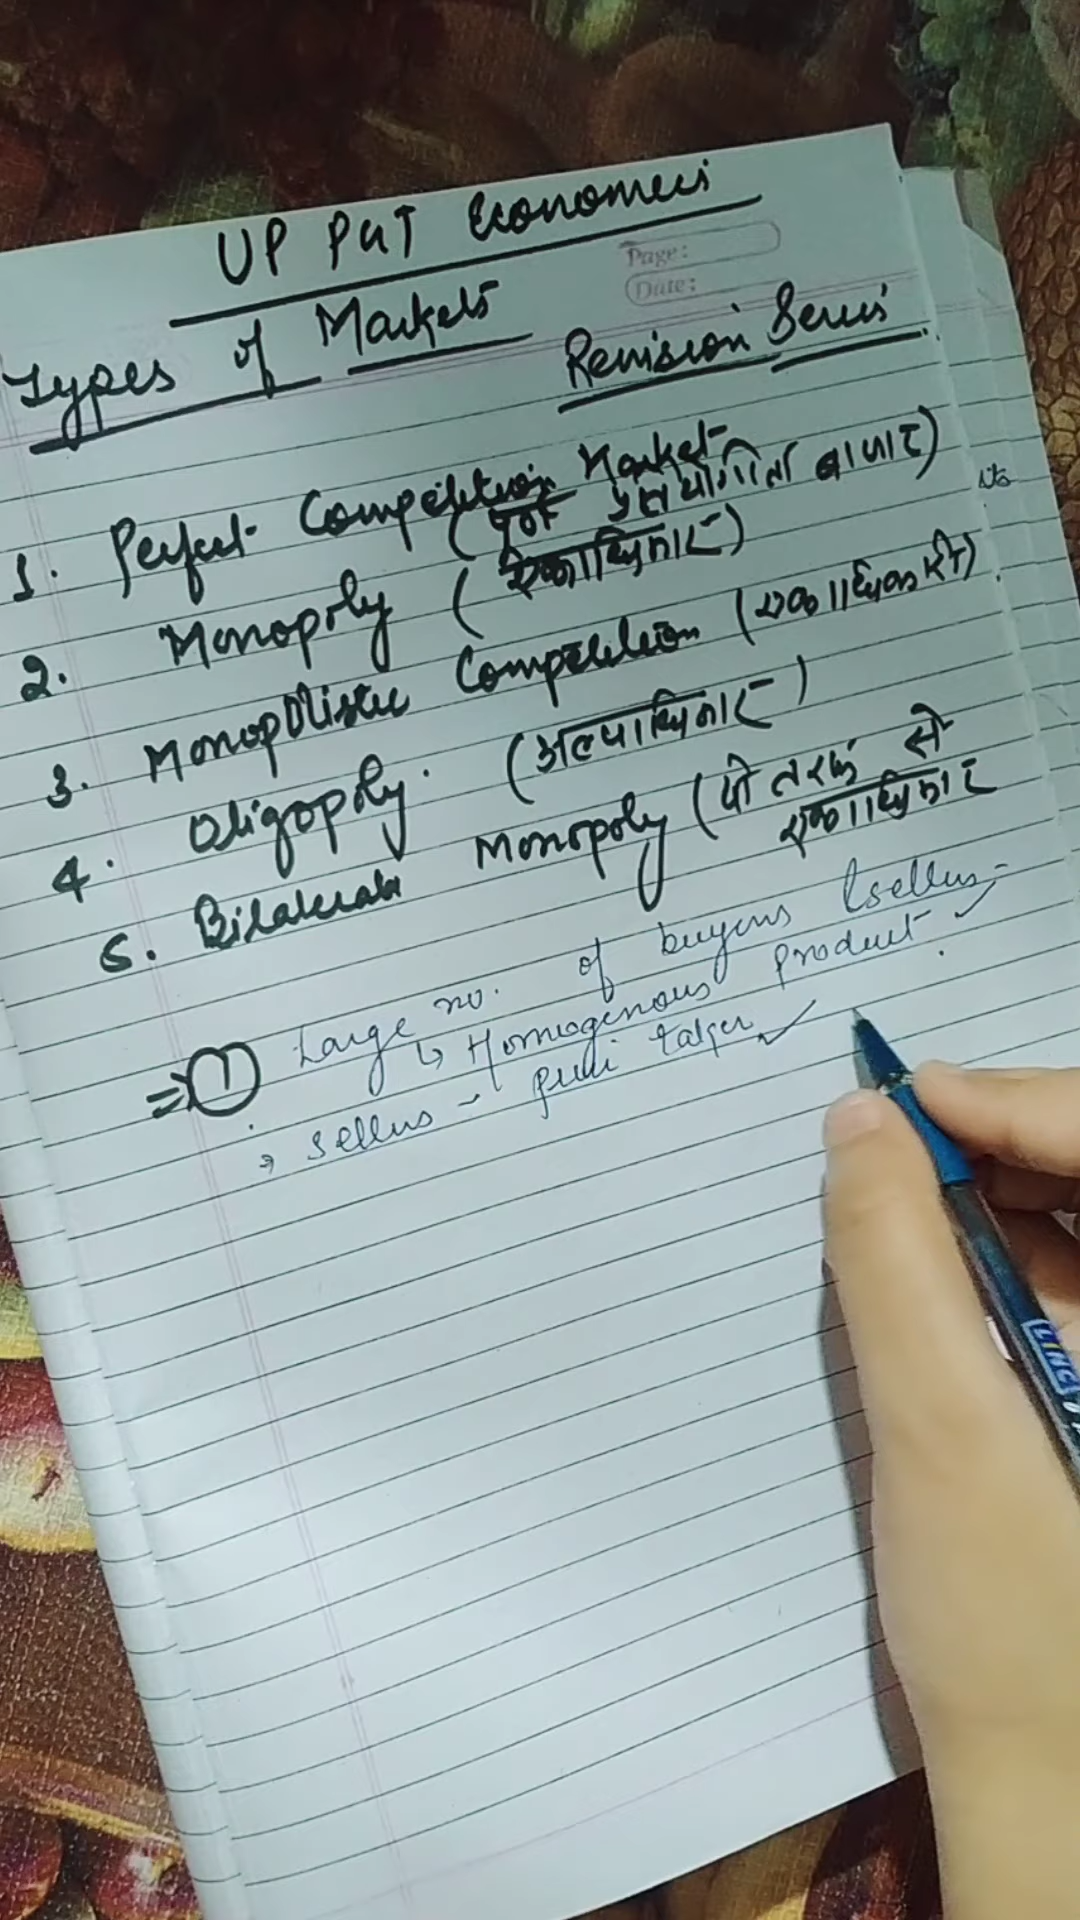 UP PGT Economics
Page:
Date:
Types of Markets
Revision Series
1. Perfect Competition Market
(पूर्ण प्रतियोगिता बाजार)
2. Monopoly (एकाधिकार)
3. Monopolistic Competition (एकाधिकारी)
4. Oligopoly. (अल्पाधिकार)
5. Bilateral Monopoly (दो तरफ से
एकाधिकार
1 Large no. of buyers & sellers
↳ Homogenous product.
→ sellers - price taker
LINC